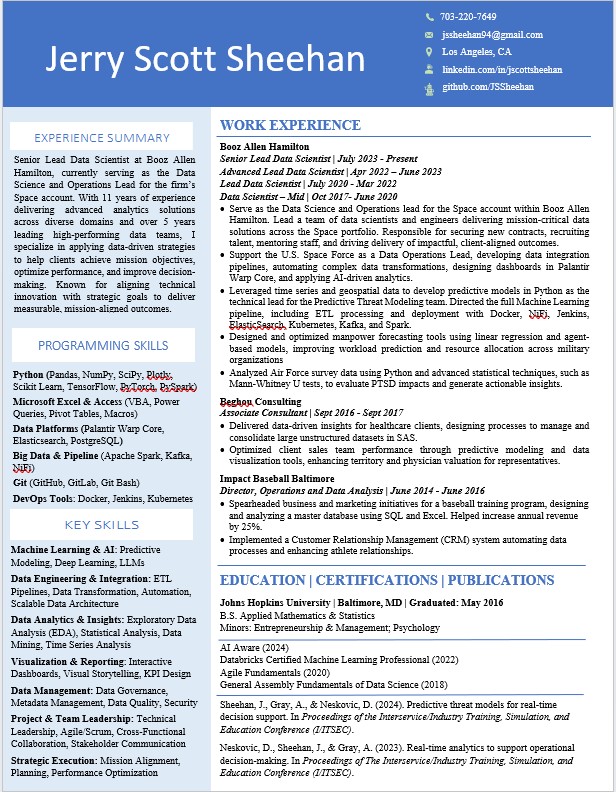 Jerry Scott Sheehan
703-220-7649
jssheehan94@gmail.com
Los Angeles, CA
linkedin.com/in/jscottsheehan
github.com/JSSheehan
EXPERIENCE SUMMARY
Senior Lead Data Scientist at Booz Allen
Hamilton, currently serving as the Data
Science and Operations Lead for the firm's
Space account. With 11 years of experience
delivering advanced analytics solutions
across diverse domains and over 5 years
leading high-performing data teams, I
specialize in applying data-driven strategies
to help clients achieve mission objectives,
optimize performance, and improve decision-
making. Known for aligning technical
innovation with strategic goals to deliver
measurable, mission-aligned outcomes.
PROGRAMMING SKILLS
Python (Pandas, NumPy, SciPy, Plotly,
Scikit Learn, TensorFlow, PyTorch, PySpark)
Microsoft Excel & Access (VBA, Power
Queries, Pivot Tables, Macros)
Data Platforms (Palantir Warp Core,
Elasticsearch, PostgreSQL)
Big Data & Pipeline (Apache Spark, Kafka,
NiFi)
Git (GitHub, GitLab, Git Bash)
DevOps Tools: Docker, Jenkins, Kubernetes
KEY SKILLS
Machine Learning & AI: Predictive
Modeling, Deep Learning, LLMs
Data Engineering & Integration: ETL
Pipelines, Data Transformation, Automation,
Scalable Data Architecture
Data Analytics & Insights: Exploratory Data
Analysis (EDA), Statistical Analysis, Data
Mining, Time Series Analysis
Visualization & Reporting: Interactive
Dashboards, Visual Storytelling, KPI Design
Data Management: Data Governance,
Metadata Management, Data Quality, Security
Project & Team Leadership: Technical
Leadership, Agile/Scrum, Cross-Functional
Collaboration, Stakeholder Communication
Strategic Execution: Mission Alignment,
Planning, Performance Optimization
WORK EXPERIENCE
Booz Allen Hamilton
Senior Lead Data Scientist | July 2023 - Present
Advanced Lead Data Scientist | Apr 2022 – June 2023
Lead Data Scientist | July 2020 - Mar 2022
Data Scientist – Mid | Oct 2017- June 2020
• Serve as the Data Science and Operations lead for the Space account within Booz Allen
Hamilton. Lead a team of data scientists and engineers delivering mission-critical data
solutions across the Space portfolio. Responsible for securing new contracts, recruiting
talent, mentoring staff, and driving delivery of impactful, client-aligned outcomes.
• Support the U.S. Space Force as a Data Operations Lead, developing data integration
pipelines, automating complex data transformations, designing dashboards in Palantir
Warp Core, and applying AI-driven analytics.
• Leveraged time series and geospatial data to develop predictive models in Python as the
technical lead for the Predictive Threat Modeling team. Directed the full Machine Learning
pipeline, including ETL processing and deployment with Docker, NiFi, Jenkins,
ElasticSearch, Kubernetes, Kafka, and Spark.
• Designed and optimized manpower forecasting tools using linear regression and agent-
based models, improving workload prediction and resource allocation across military
organizations
• Analyzed Air Force survey data using Python and advanced statistical techniques, such as
Mann-Whitney U tests, to evaluate PTSD impacts and generate actionable insights.
Beghou Consulting
Associate Consultant | Sept 2016 - Sept 2017
• Delivered data-driven insights for healthcare clients, designing processes to manage and
consolidate large unstructured datasets in SAS.
• Optimized client sales team performance through predictive modeling and data
visualization tools, enhancing territory and physician valuation for representatives.
Impact Baseball Baltimore
Director, Operations and Data Analysis | June 2014 - June 2016
• Spearheaded business and marketing initiatives for a baseball training program, designing
and analyzing a master database using SQL and Excel. Helped increase annual revenue
by 25%.
• Implemented a Customer Relationship Management (CRM) system automating data
processes and enhancing athlete relationships.
EDUCATION | CERTIFICATIONS | PUBLICATIONS
Johns Hopkins University | Baltimore, MD | Graduated: May 2016
B.S. Applied Mathematics & Statistics
Minors: Entrepreneurship & Management; Psychology
AI Aware (2024)
Databricks Certified Machine Learning Professional (2022)
Agile Fundamentals (2020)
General Assembly Fundamentals of Data Science (2018)
Sheehan, J., Gray, A., & Neskovic, D. (2024). Predictive threat models for real-time
decision support. In Proceedings of the Interservice/Industry Training, Simulation, and
Education Conference (I/ITSEC).
Neskovic, D., Sheehan, J., & Gray, A. (2023). Real-time analytics to support operational
decision-making. In Proceedings of The Interservice/Industry Training, Simulation, and
Education Conference (I/ITSEC).